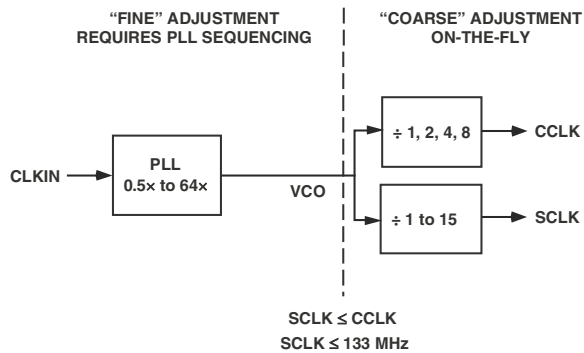 “FINE” ADJUSTMENT
REQUIRES PLL SEQUENCING
“COARSE” ADJUSTMENT
ON-THE-FLY
÷ 1, 2, 4, 8
CCLK
CLKIN
PLL
0.5× to 64×
VCO
÷ 1 to 15
SCLK
SCLK ≤ CCLK
SCLK ≤ 133 MHz